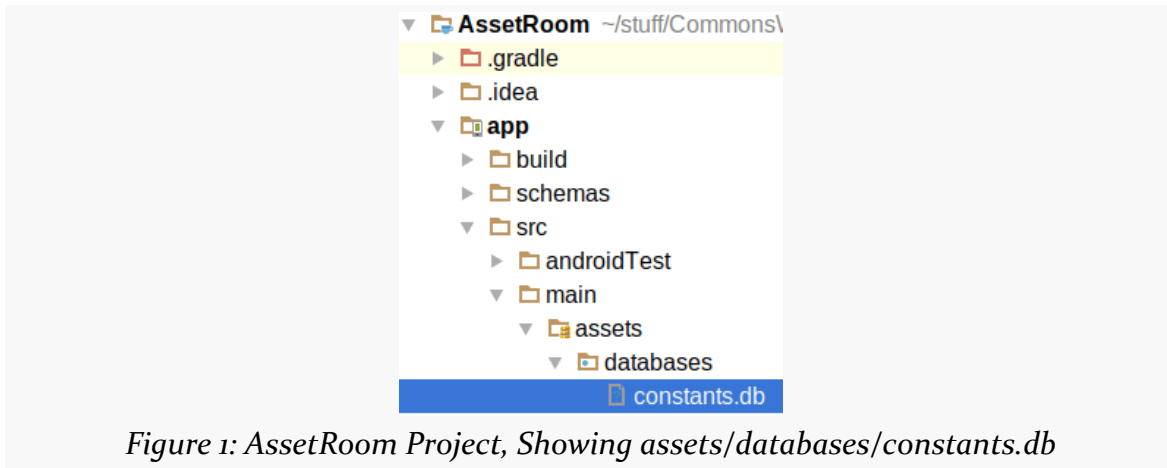 AssetRoom ~/stuff/Commons\
.gradle
.idea
app
build
schemas
src
androidTest
main
assets
databases
constants.db
Figure 1: AssetRoom Project, Showing assets/databases/constants.db